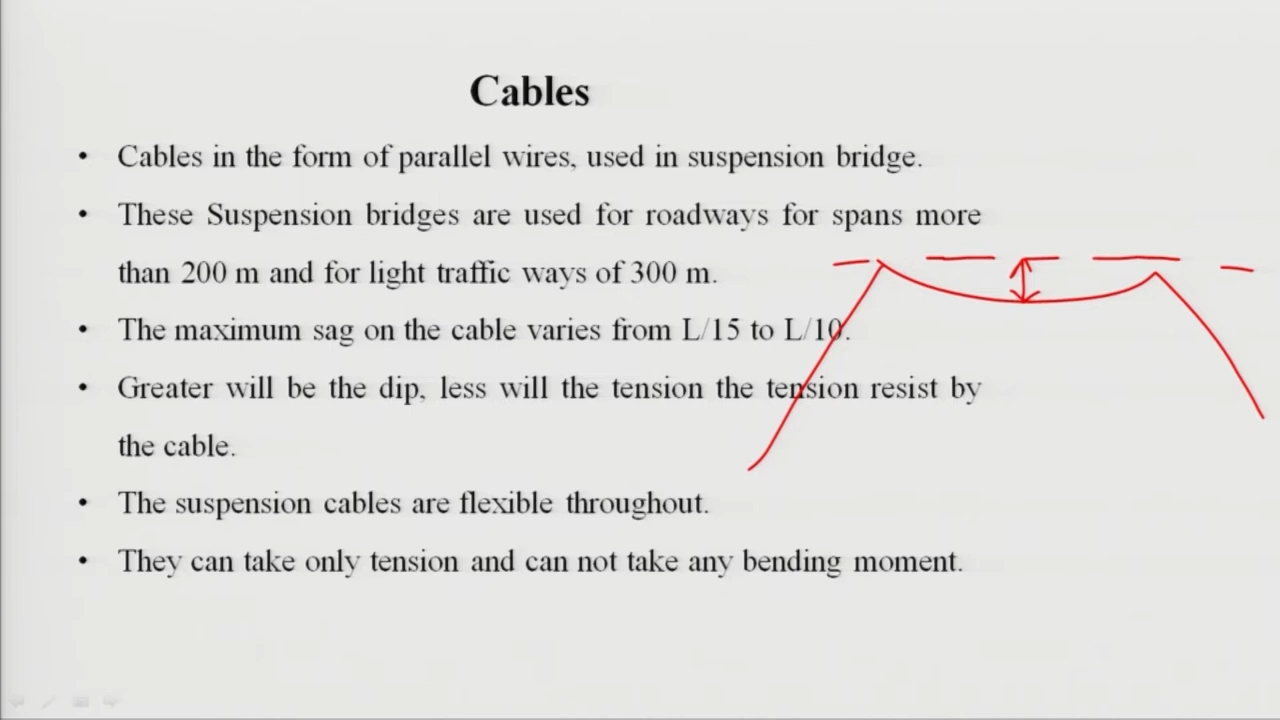 Cables
• Cables in the form of parallel wires, used in suspension bridge.
• These Suspension bridges are used for roadways for spans more
than 200 m and for light traffic ways of 300 m.
• The maximum sag on the cable varies from L/15 to L/10.
• Greater will be the dip, less will the tension the tension resist by
the cable.
• The suspension cables are flexible throughout.
• They can take only tension and can not take any bending moment.